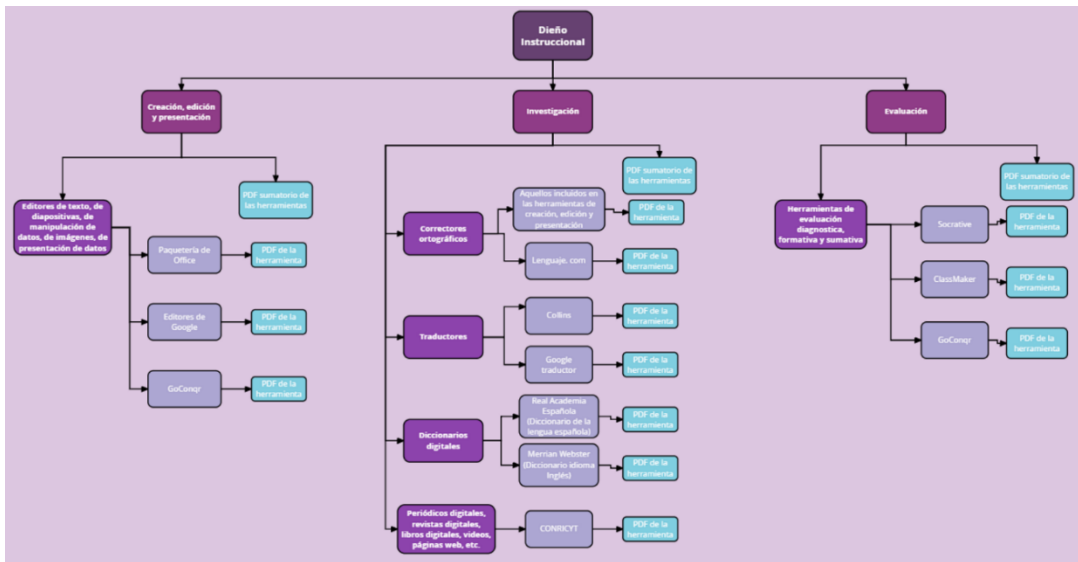 Dieño
Instruccional
Creación, edición
y presentación
Editores de texto, de
diapositivas, de
manipulación de
datos, de imágenes, de
presentación de datos
PDF sumatorio de
las herramientas
Paquetería de
Office
PDF de la
herramienta
Editores de
Google
PDF de la
herramienta
GoConqr
PDF de la
herramienta
Investigación
PDF sumatorio de
las herramientas
Correctores
ortográficos
Aquellos incluidos en
las herramientas de
creación, edición y
presentación
PDF de la
herramienta
Lenguaje. com
PDF de la
herramienta
Traductores
Collins
PDF de la
herramienta
Google
traductor
PDF de la
herramienta
Diccionarios
digitales
Real Academia
Española
(Diccionario de la
lengua española)
PDF de la
herramienta
Merrian Webster
(Diccionario idioma
Inglés)
PDF de la
herramienta
Periódicos digitales,
revistas digitales,
libros digitales, videos,
páginas web, etc.
CONRICYT
PDF de la
herramienta
Evaluación
PDF sumatorio de
las herramientas
Herramientas de
evaluación
diagnostica,
formativa y sumativa
Socrative
PDF de la
herramienta
ClassMaker
PDF de la
herramienta
GoConqr
PDF de la
herramienta